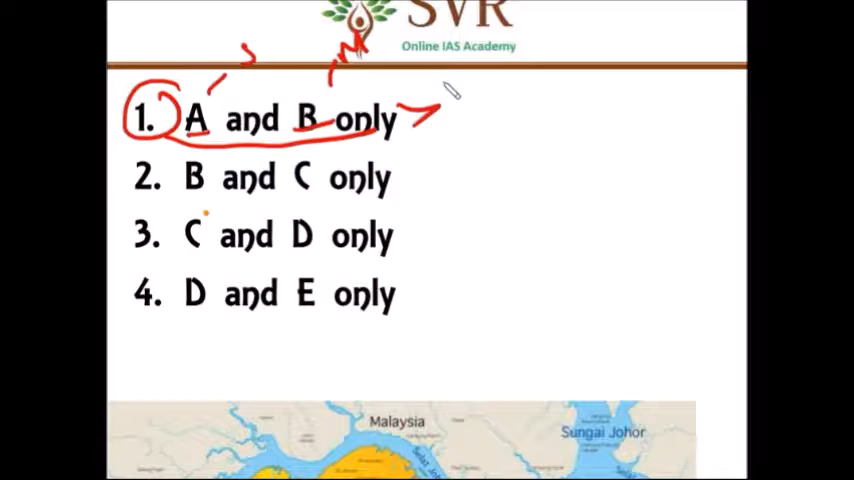 SVR
Online IAS Academy
S M
1. A and B only
2. B and C only
3. C and D only
4. D and E only
Malaysia
Sungai Johor